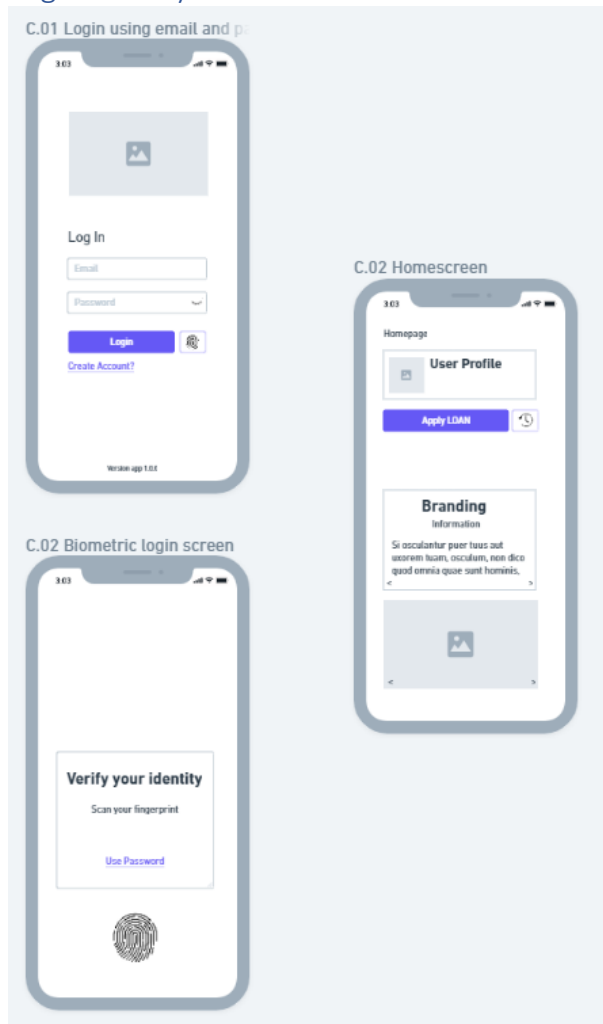 C.01 Login using email and pa
3:03
Log In
Email
Password
Login
Create Account?
Version app 1.0.0
C.02 Homescreen
3:03
Homepage
User Profile
Apply LOAN
Branding
Information
Si osculantur puer tuus aut
uxorem tuam, osculum, non dico
quod omnia quae sunt hominis,
< >
< >
C.02 Biometric login screen
3:03
Verify your identity
Scan your fingerprint
Use Password